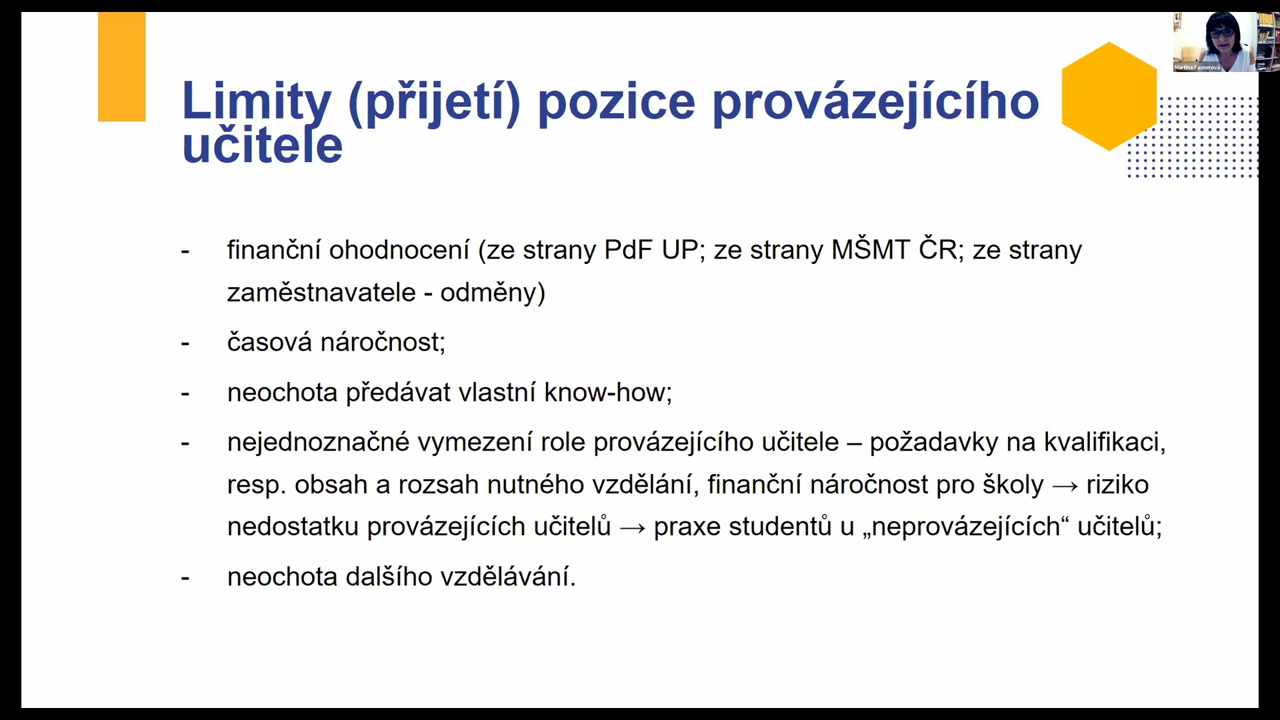 Limity (přijetí) pozice provázejícího
učitele
- finanční ohodnocení (ze strany PdF UP; ze strany MŠMT ČR; ze strany
zaměstnavatele - odměny)
- časová náročnost;
- neochota předávat vlastní know-how;
- nejednoznačné vymezení role provázejícího učitele – požadavky na kvalifikaci,
resp. obsah a rozsah nutného vzdělání, finanční náročnost pro školy → riziko
nedostatku provázejících učitelů → praxe studentů u „neprovázejících“ učitelů;
- neochota dalšího vzdělávání.
Martina Fasnerová